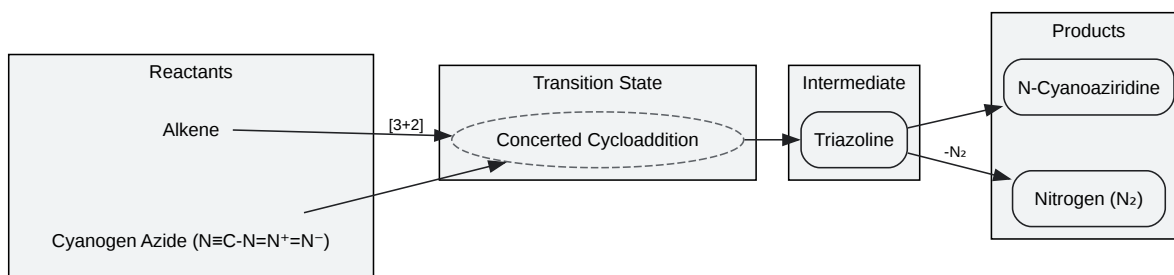 Reactants
Alkene
Cyanogen Azide (N≡C-N=N⁺=N⁻)
[3+2]
Transition State
Concerted Cycloaddition
Intermediate
Triazoline
-N₂
Products
N-Cyanoaziridine
Nitrogen (N₂)